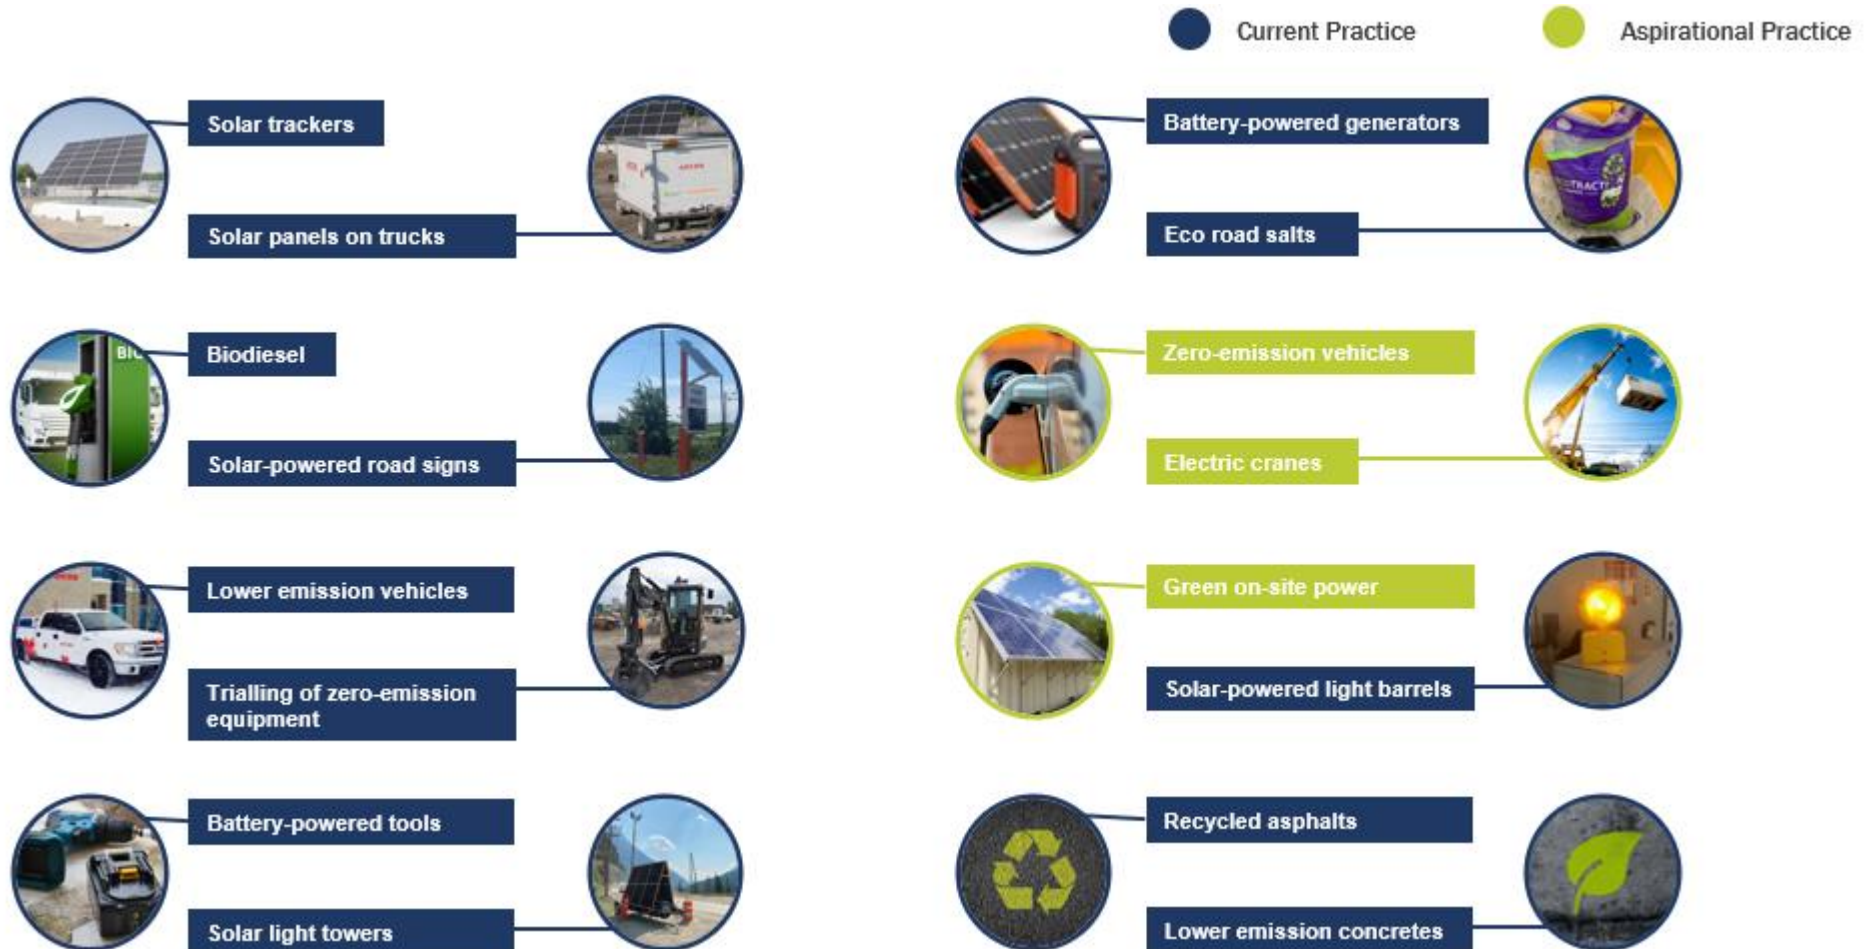 Current Practice
Aspirational Practice
Solar trackers
Solar panels on trucks
Battery-powered generators
Eco road salts
BIO
Biodiesel
Solar-powered road signs
Zero-emission vehicles
Electric cranes
Lower emission vehicles
Trialling of zero-emission
equipment
Green on-site power
Solar-powered light barrels
Battery-powered tools
Solar light towers
Recycled asphalts
Lower emission concretes